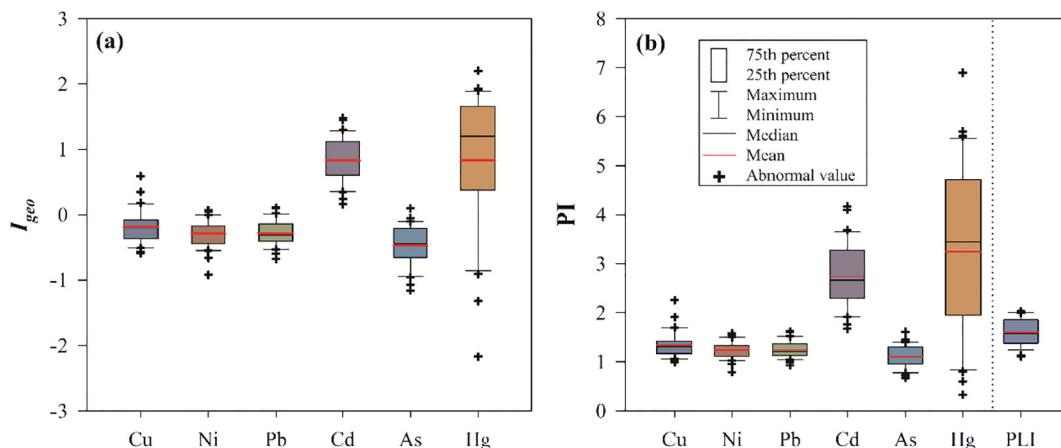 (a)
I_geo
3
2
1
-0
-1
-2
-3
Cu Ni Pb Cd As Hg
(b)
PI
8
7
6
5
4
3
2
1
0
75th percent
25th percent
Maximum
Minimum
Median
Mean
Abnormal value
Cu Ni Pb Cd As Hg PLI